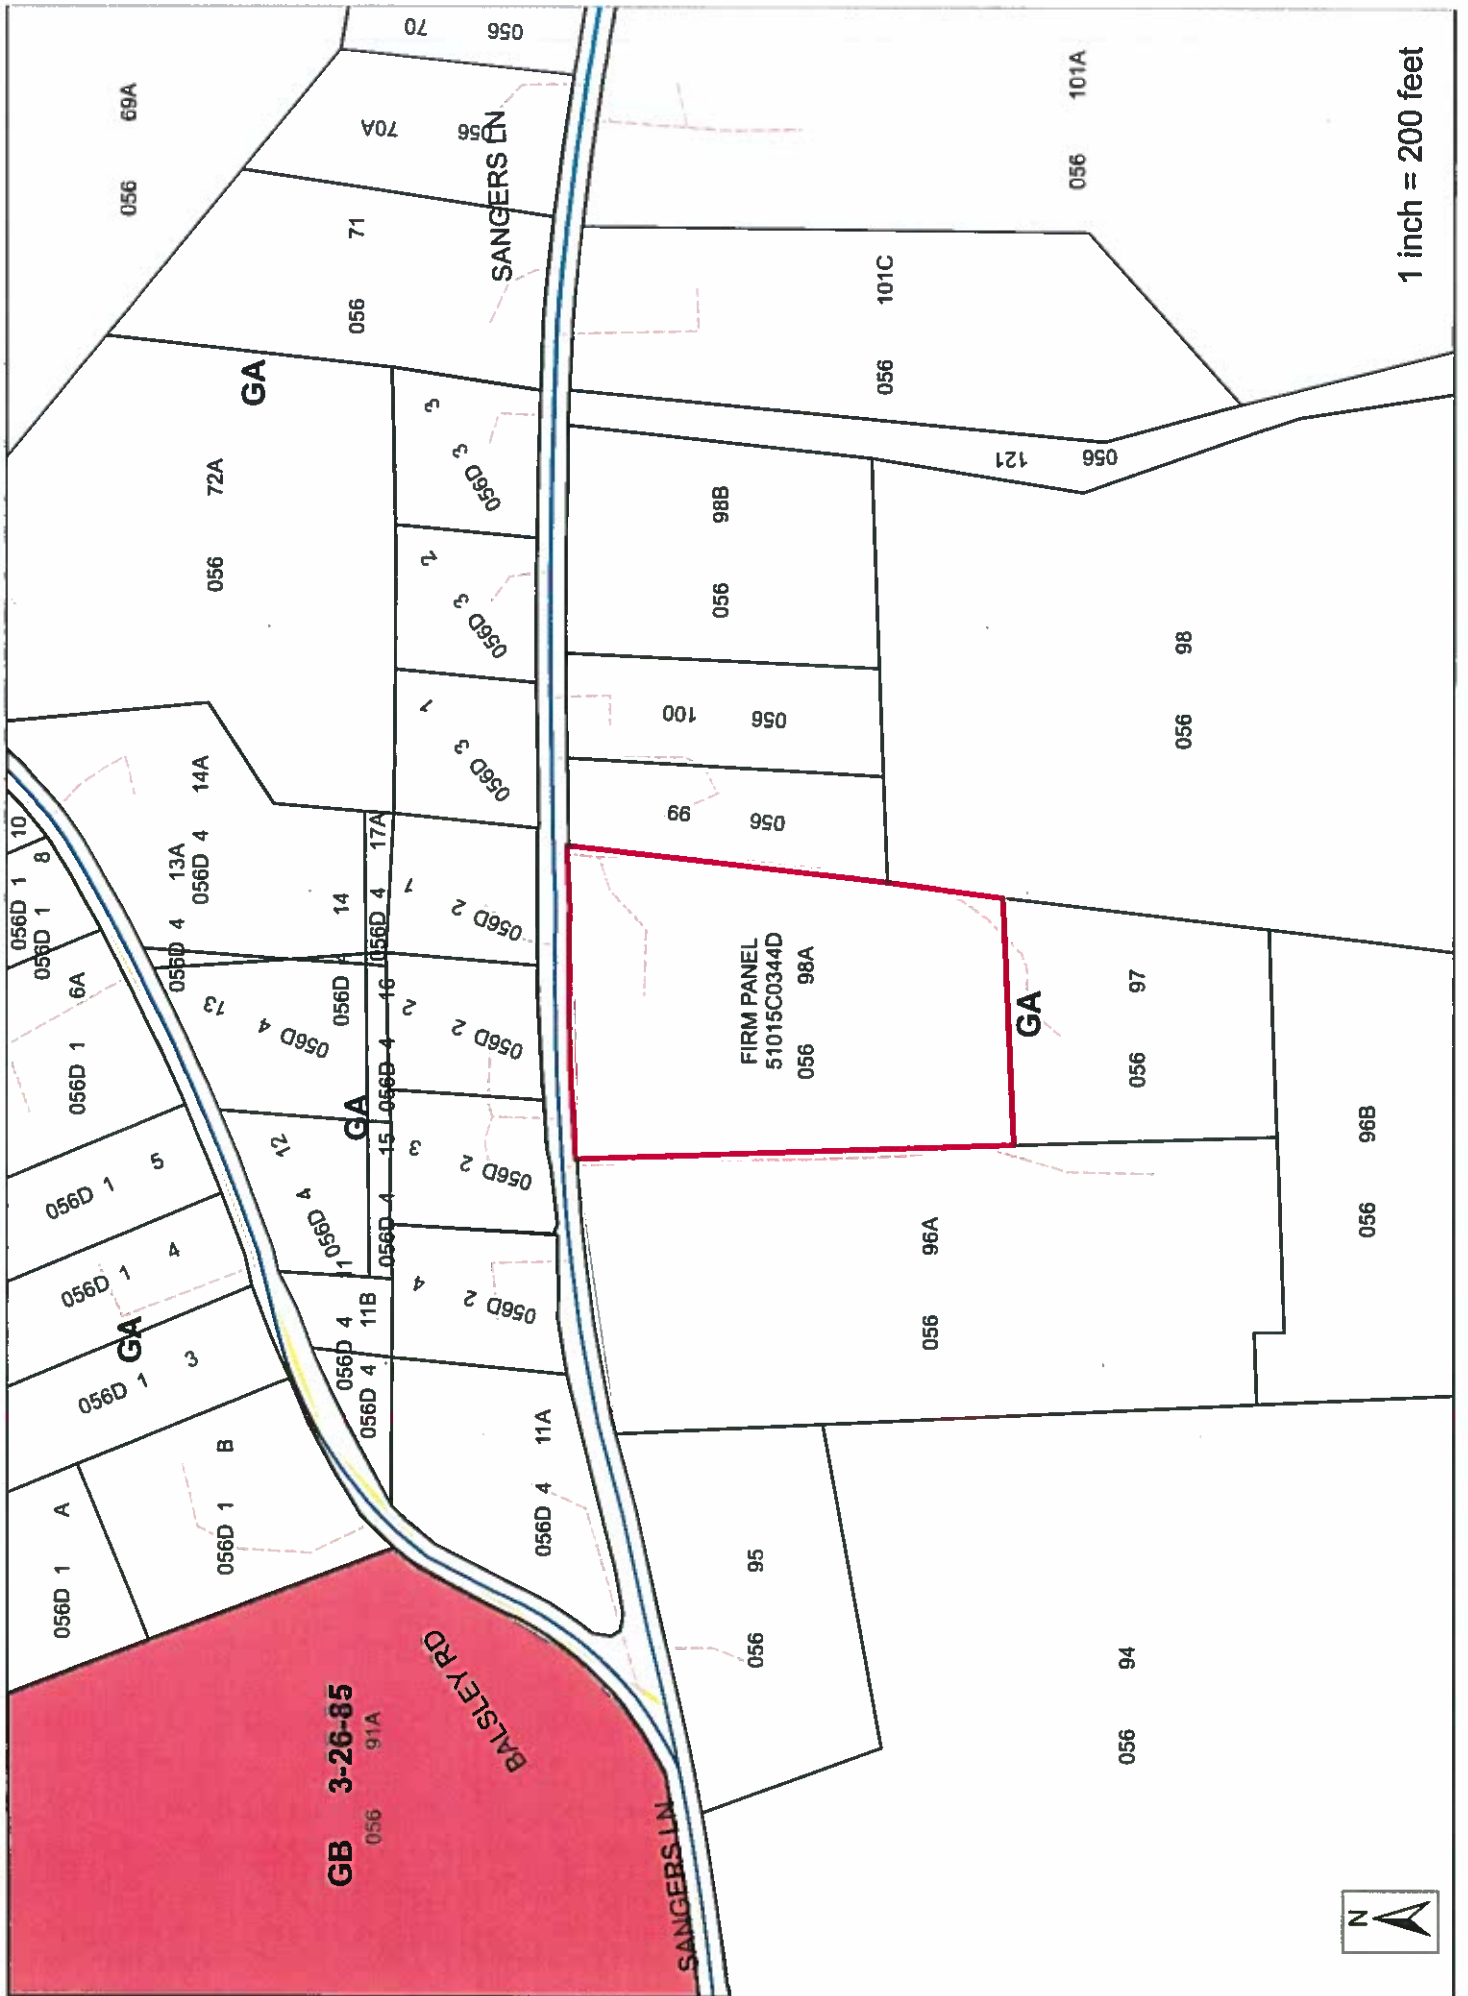 056 69A
056 70
056 70A
SANGERS LN
056 71
056 101A
1 inch = 200 feet
056 101C
GA
056 72A
056D 3 3
056D 3 2
056D 3 1
056 121
056 98B
056 100
056 99
056 98
10
056D 1 8
056D 1
056D 4 14A
056D 4 13A
14
056D
056D 4 17A
056D 2 1
056D 1 6A
056D 4 13
056D 4 16
056D 2 2
FIRM PANEL
51015C0344D
056 98A
GA
056 97
056D 1 5
GA
056D 4 12
056D 4 15
056D 2 3
056D 1 4
11
056D 2 4
056 96A
056 96B
GA
056D 1 3
056D 4
056D 4 11B
056D 4 11A
056D 1 A
056D 1 B
056 95
056 94
BALSLEY RD
GB 3-26-85
056 91A
SANGERS LN
N